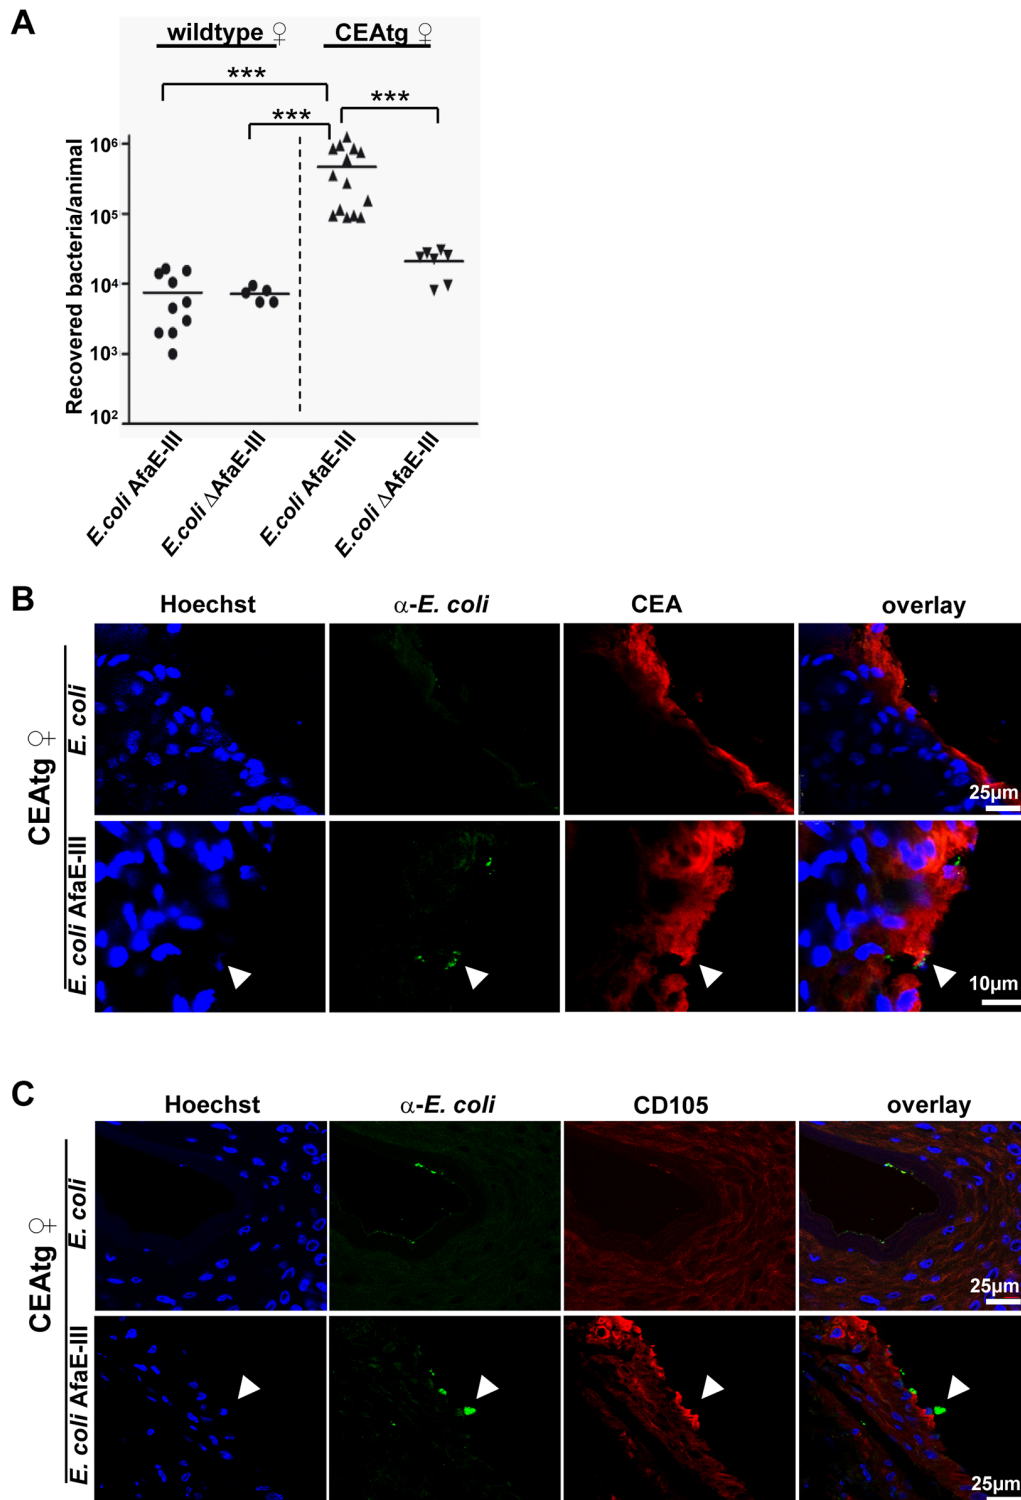 A
wildtype ♀ CEAtg ♀
***
***
***
Recovered bacteria/animal
10⁶
10⁵
10⁴
10³
10²
E.coli AfaE-III
E.coli ΔAfaE-III
E.coli AfaE-III
E.coli ΔAfaE-III
B
Hoechst α-E. coli CEA overlay
CEAtg ♀
E. coli
25μm
E. coli AfaE-III
10μm
C
Hoechst α-E. coli CD105 overlay
CEAtg ♀
E. coli
25μm
E. coli AfaE-III
25μm